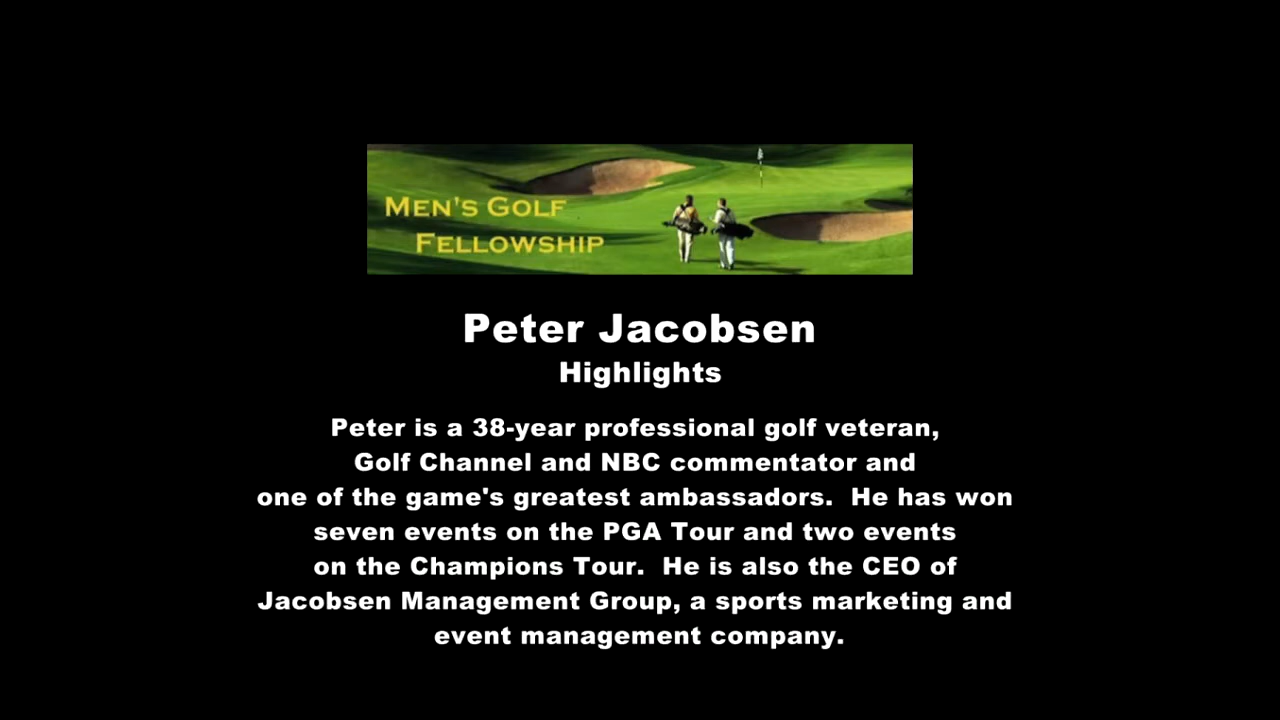 Men's Golf
Fellowship
Peter Jacobsen
Highlights
Peter is a 38-year professional golf veteran,
Golf Channel and NBC commentator and
one of the game's greatest ambassadors.  He has won
seven events on the PGA Tour and two events
on the Champions Tour.  He is also the CEO of
Jacobsen Management Group, a sports marketing and
event management company.